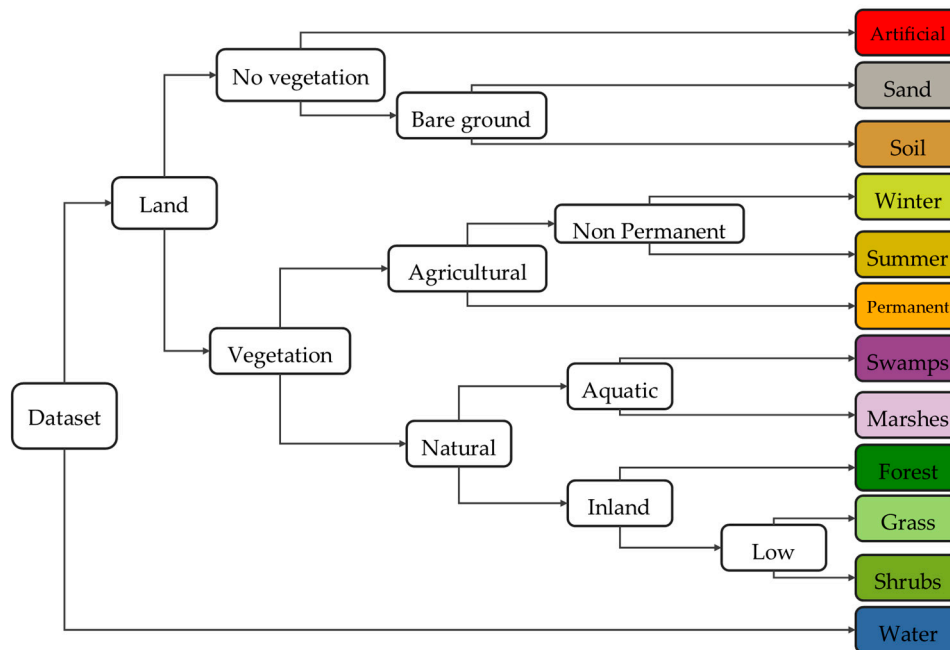 Artificial
No vegetation
Sand
Bare ground
Soil
Land
Winter
Non Permanent
Summer
Agricultural
Permanent
Vegetation
Swamps
Aquatic
Marshes
Dataset
Natural
Forest
Inland
Grass
Low
Shrubs
Water